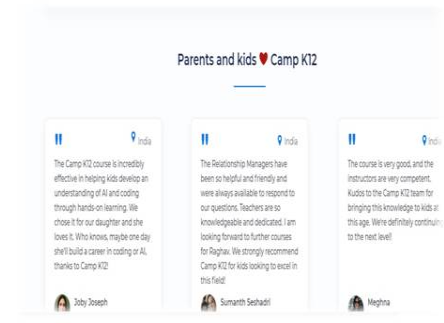 Parents and kids ❤ Camp K12
" India
The Camp K12 course is incredibly
effective in helping kids develop an
understanding of AI and coding
through hands-on learning. We
chose it for our daughter and she
loves it. Who knows, maybe one day
she'll build a career in coding or AI,
thanks to Camp K12!
Joby Joseph
" India
The Relationship Managers have
been so helpful and friendly and
were always available to respond to
our questions. Teachers are so
knowledgeable and dedicated. I am
looking forward to further courses
for Raghav. We strongly recommend
Camp K12 for kids looking to excel in
this field!
Sumanth Seshadri
" India
The course is very good, and the
instructors are very competent.
Kudos to the Camp K12 team for
bringing this knowledge to kids at
this age. We're definitely continuing
to the next level!
Meghna